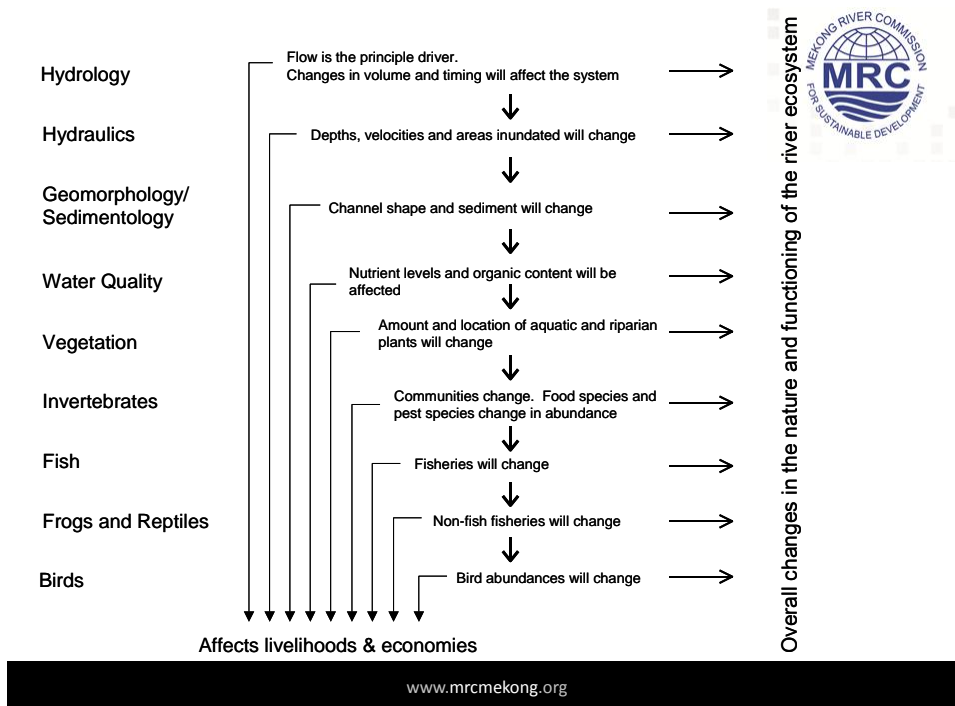 Hydrology
Flow is the principle driver.
Changes in volume and timing will affect the system
Hydraulics
Depths, velocities and areas inundated will change
Geomorphology/
Sedimentology
Channel shape and sediment will change
Water Quality
Nutrient levels and organic content will be
affected
Vegetation
Amount and location of aquatic and riparian
plants will change
Invertebrates
Communities change.  Food species and
pest species change in abundance
Fish
Fisheries will change
Frogs and Reptiles
Non-fish fisheries will change
Birds
Bird abundances will change
Affects livelihoods & economies
Overall changes in the nature and functioning of the river ecosystem
MEKONG RIVER COMMISSION
MRC
FOR SUSTAINABLE DEVELOPMENT
www.mrcmekong.org